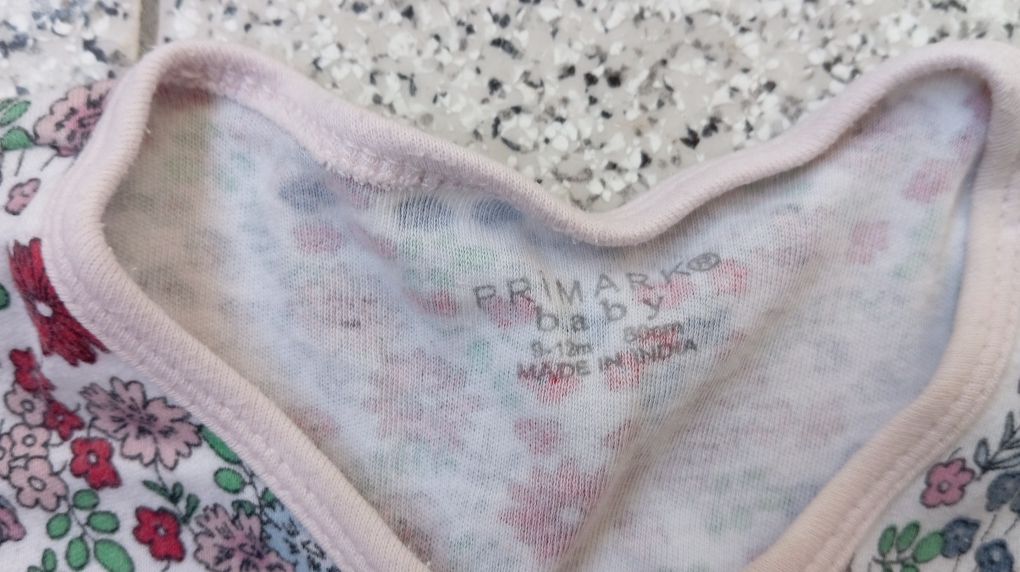 PRIMARK®
baby
9-12m 80cm
MADE IN INDIA